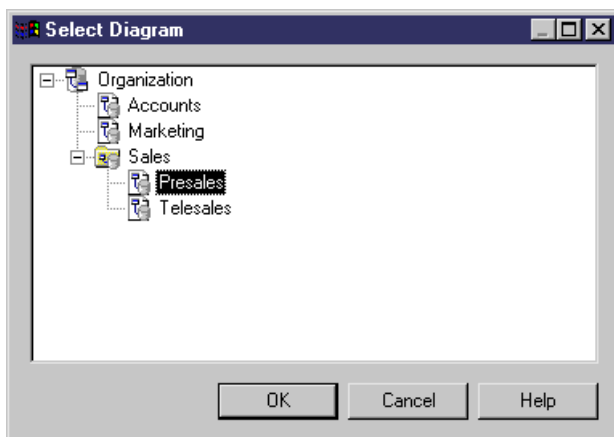 Select Diagram
Organization
Accounts
Marketing
Sales
Presales
Telesales
OK Cancel Help